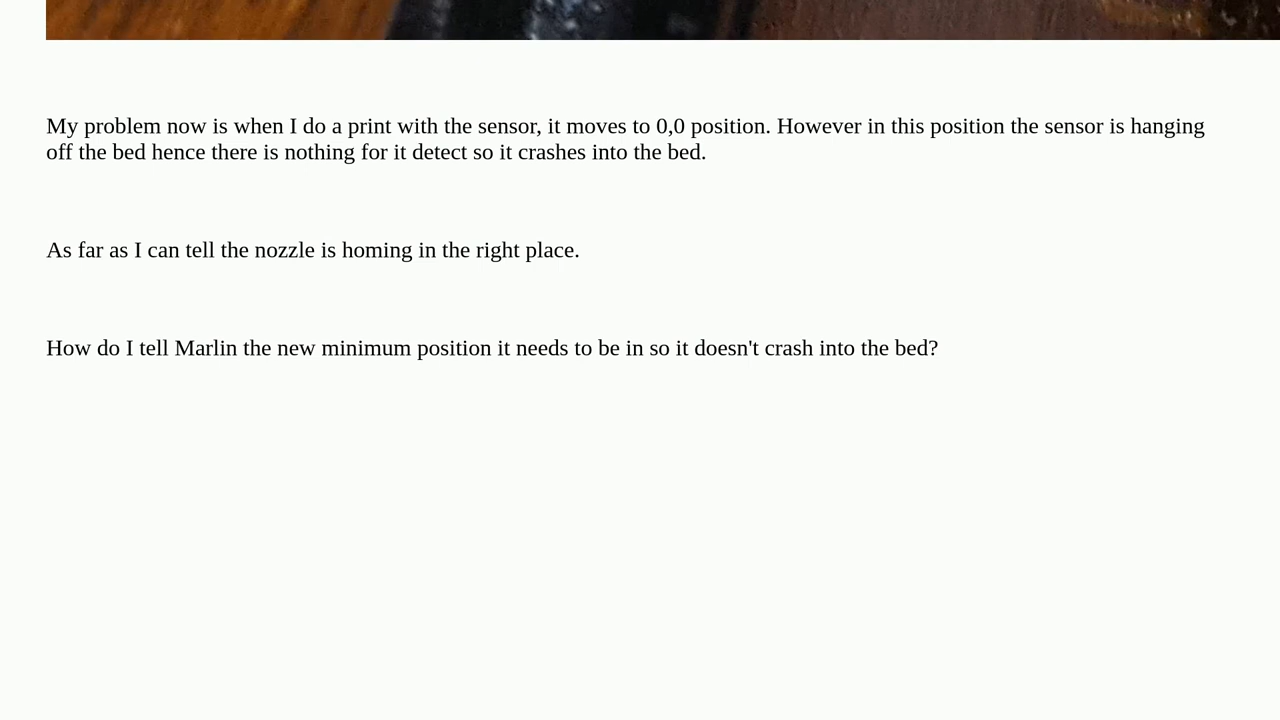 My problem now is when I do a print with the sensor, it moves to 0,0 position. However in this position the sensor is hanging
off the bed hence there is nothing for it detect so it crashes into the bed.
As far as I can tell the nozzle is homing in the right place.
How do I tell Marlin the new minimum position it needs to be in so it doesn't crash into the bed?